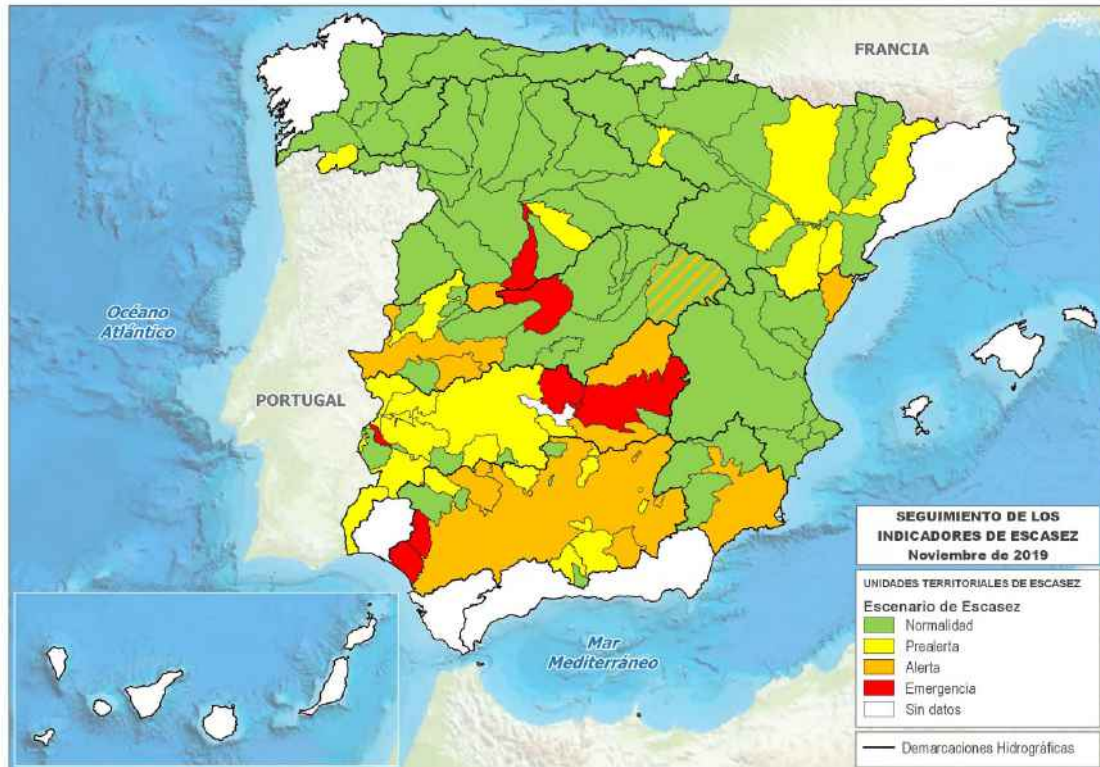 FRANCIA
Océano
Atlántico
PORTUGAL
Mar
Mediterráneo
SEGUIMIENTO DE LOS
INDICADORES DE ESCASEZ
Noviembre de 2019
UNIDADES TERRITORIALES DE ESCASEZ
Escenario de Escasez
Normalidad
Prealerta
Alerta
Emergencia
Sin datos
Demarcaciones Hidrográficas